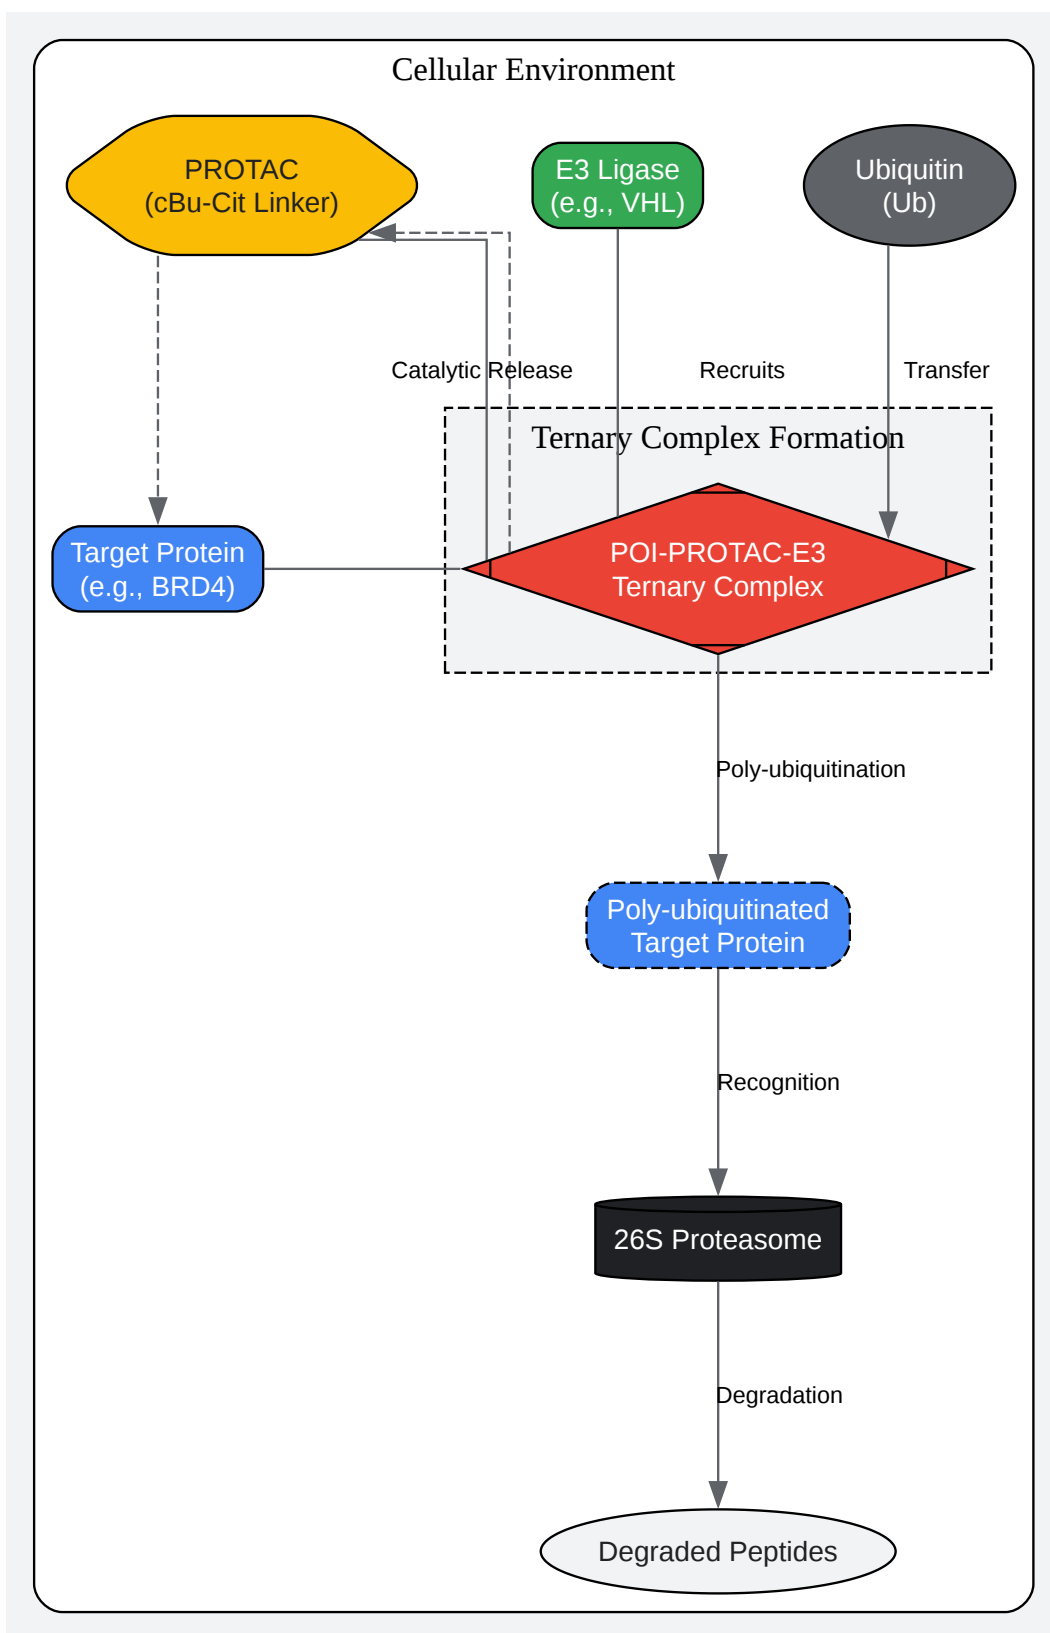 Cellular Environment
PROTAC
(cBu-Cit Linker)
E3 Ligase
(e.g., VHL)
Ubiquitin
(Ub)
Catalytic Release
Recruits
Transfer
Ternary Complex Formation
Target Protein
(e.g., BRD4)
POI-PROTAC-E3
Ternary Complex
Poly-ubiquitination
Poly-ubiquitinated
Target Protein
Recognition
26S Proteasome
Degradation
Degraded Peptides